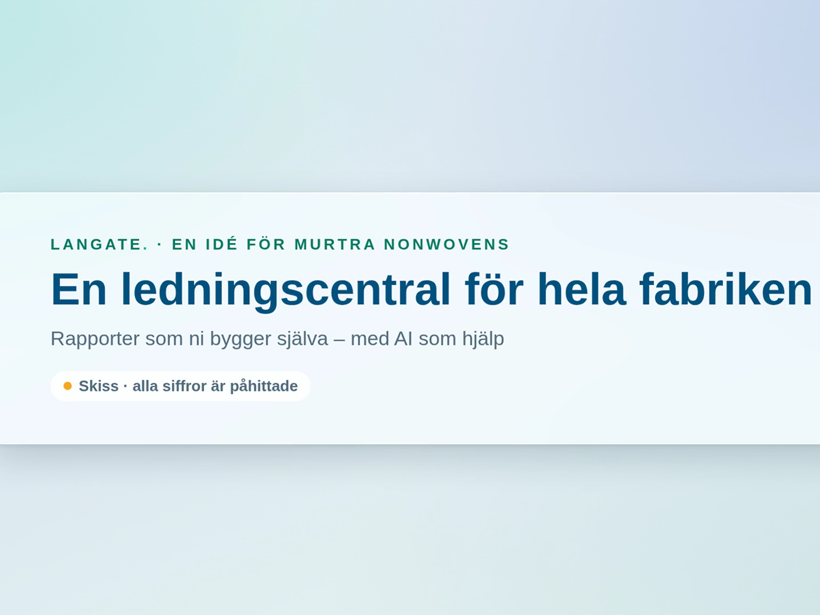 LANGATE. · EN IDÉ FÖR MURTRA NONWOVENS
En ledningscentral för hela fabriken
Rapporter som ni bygger själva – med AI som hjälp
Skiss · alla siffror är påhittade